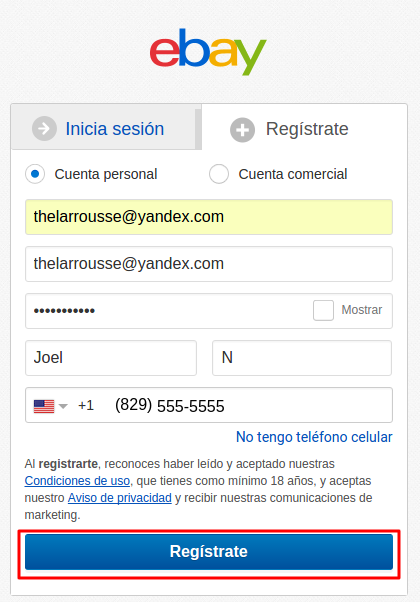 ebay
Inicia sesión
Regístrate
Cuenta personal
Cuenta comercial
thelarrousse@yandex.com
thelarrousse@yandex.com
••••••••••• Mostrar
Joel
N
+1 (829) 555-5555
No tengo teléfono celular
Al registrarte, reconoces haber leído y aceptado nuestras
Condiciones de uso, que tienes como mínimo 18 años, y aceptas
nuestro Aviso de privacidad y recibir nuestras comunicaciones de
marketing.
Regístrate